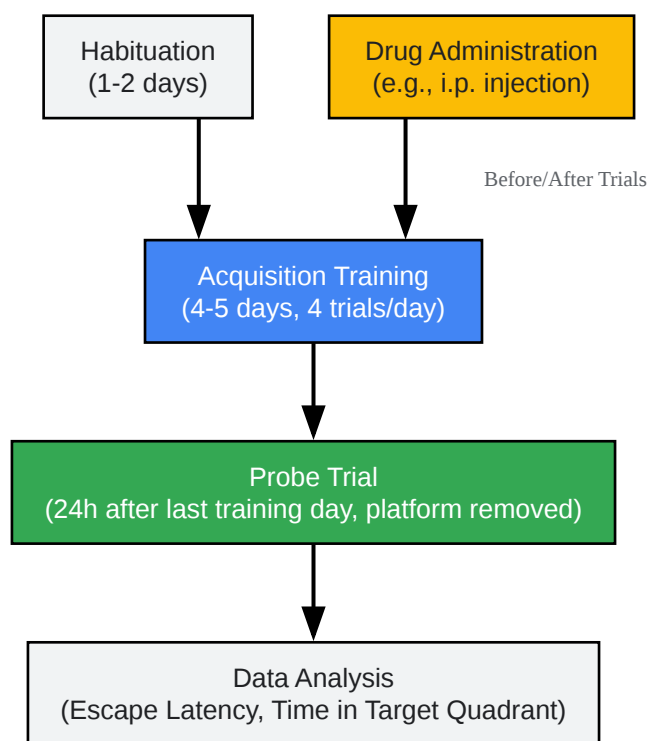 Habituation
(1-2 days)
Drug Administration
(e.g., i.p. injection)
Before/After Trials
Acquisition Training
(4-5 days, 4 trials/day)
Probe Trial
(24h after last training day, platform removed)
Data Analysis
(Escape Latency, Time in Target Quadrant)